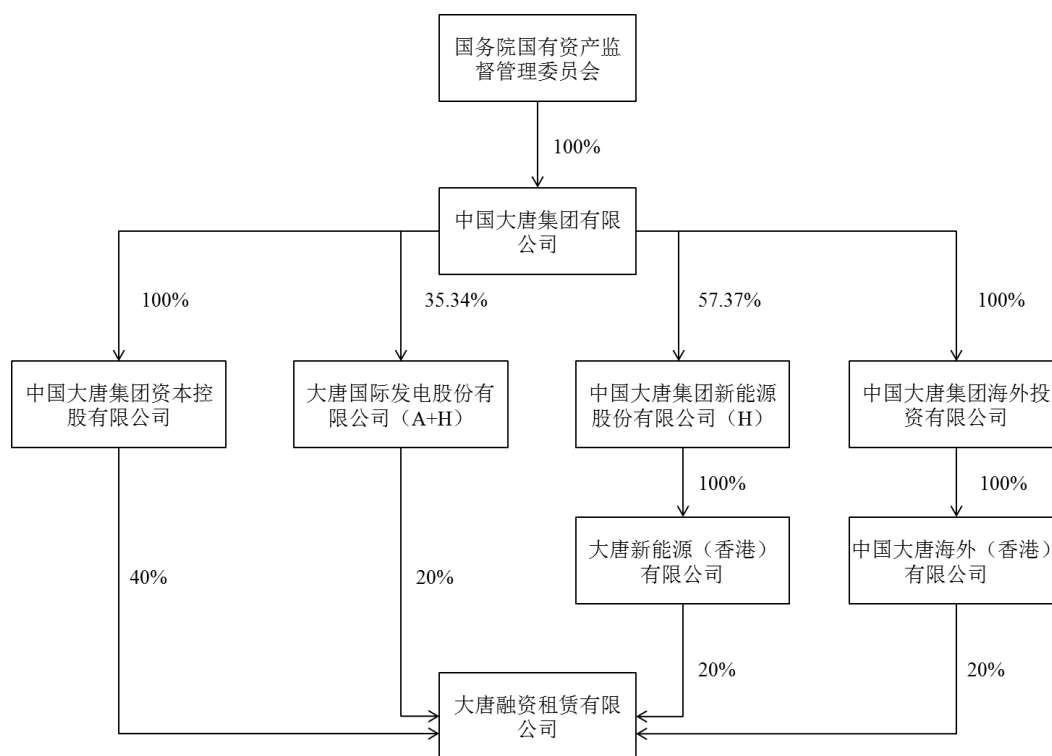 国务院国有资产监
督管理委员会
100%
中国大唐集团有限
公司
100%
35.34%
57.37%
100%
中国大唐集团资本控
股有限公司
大唐国际发电股份有
限公司（A+H）
中国大唐集团新能源
股份有限公司（H）
中国大唐集团海外投
资有限公司
100%
100%
大唐新能源（香港）
有限公司
中国大唐海外（香港）
有限公司
40%
20%
20%
20%
大唐融资租赁有限
公司